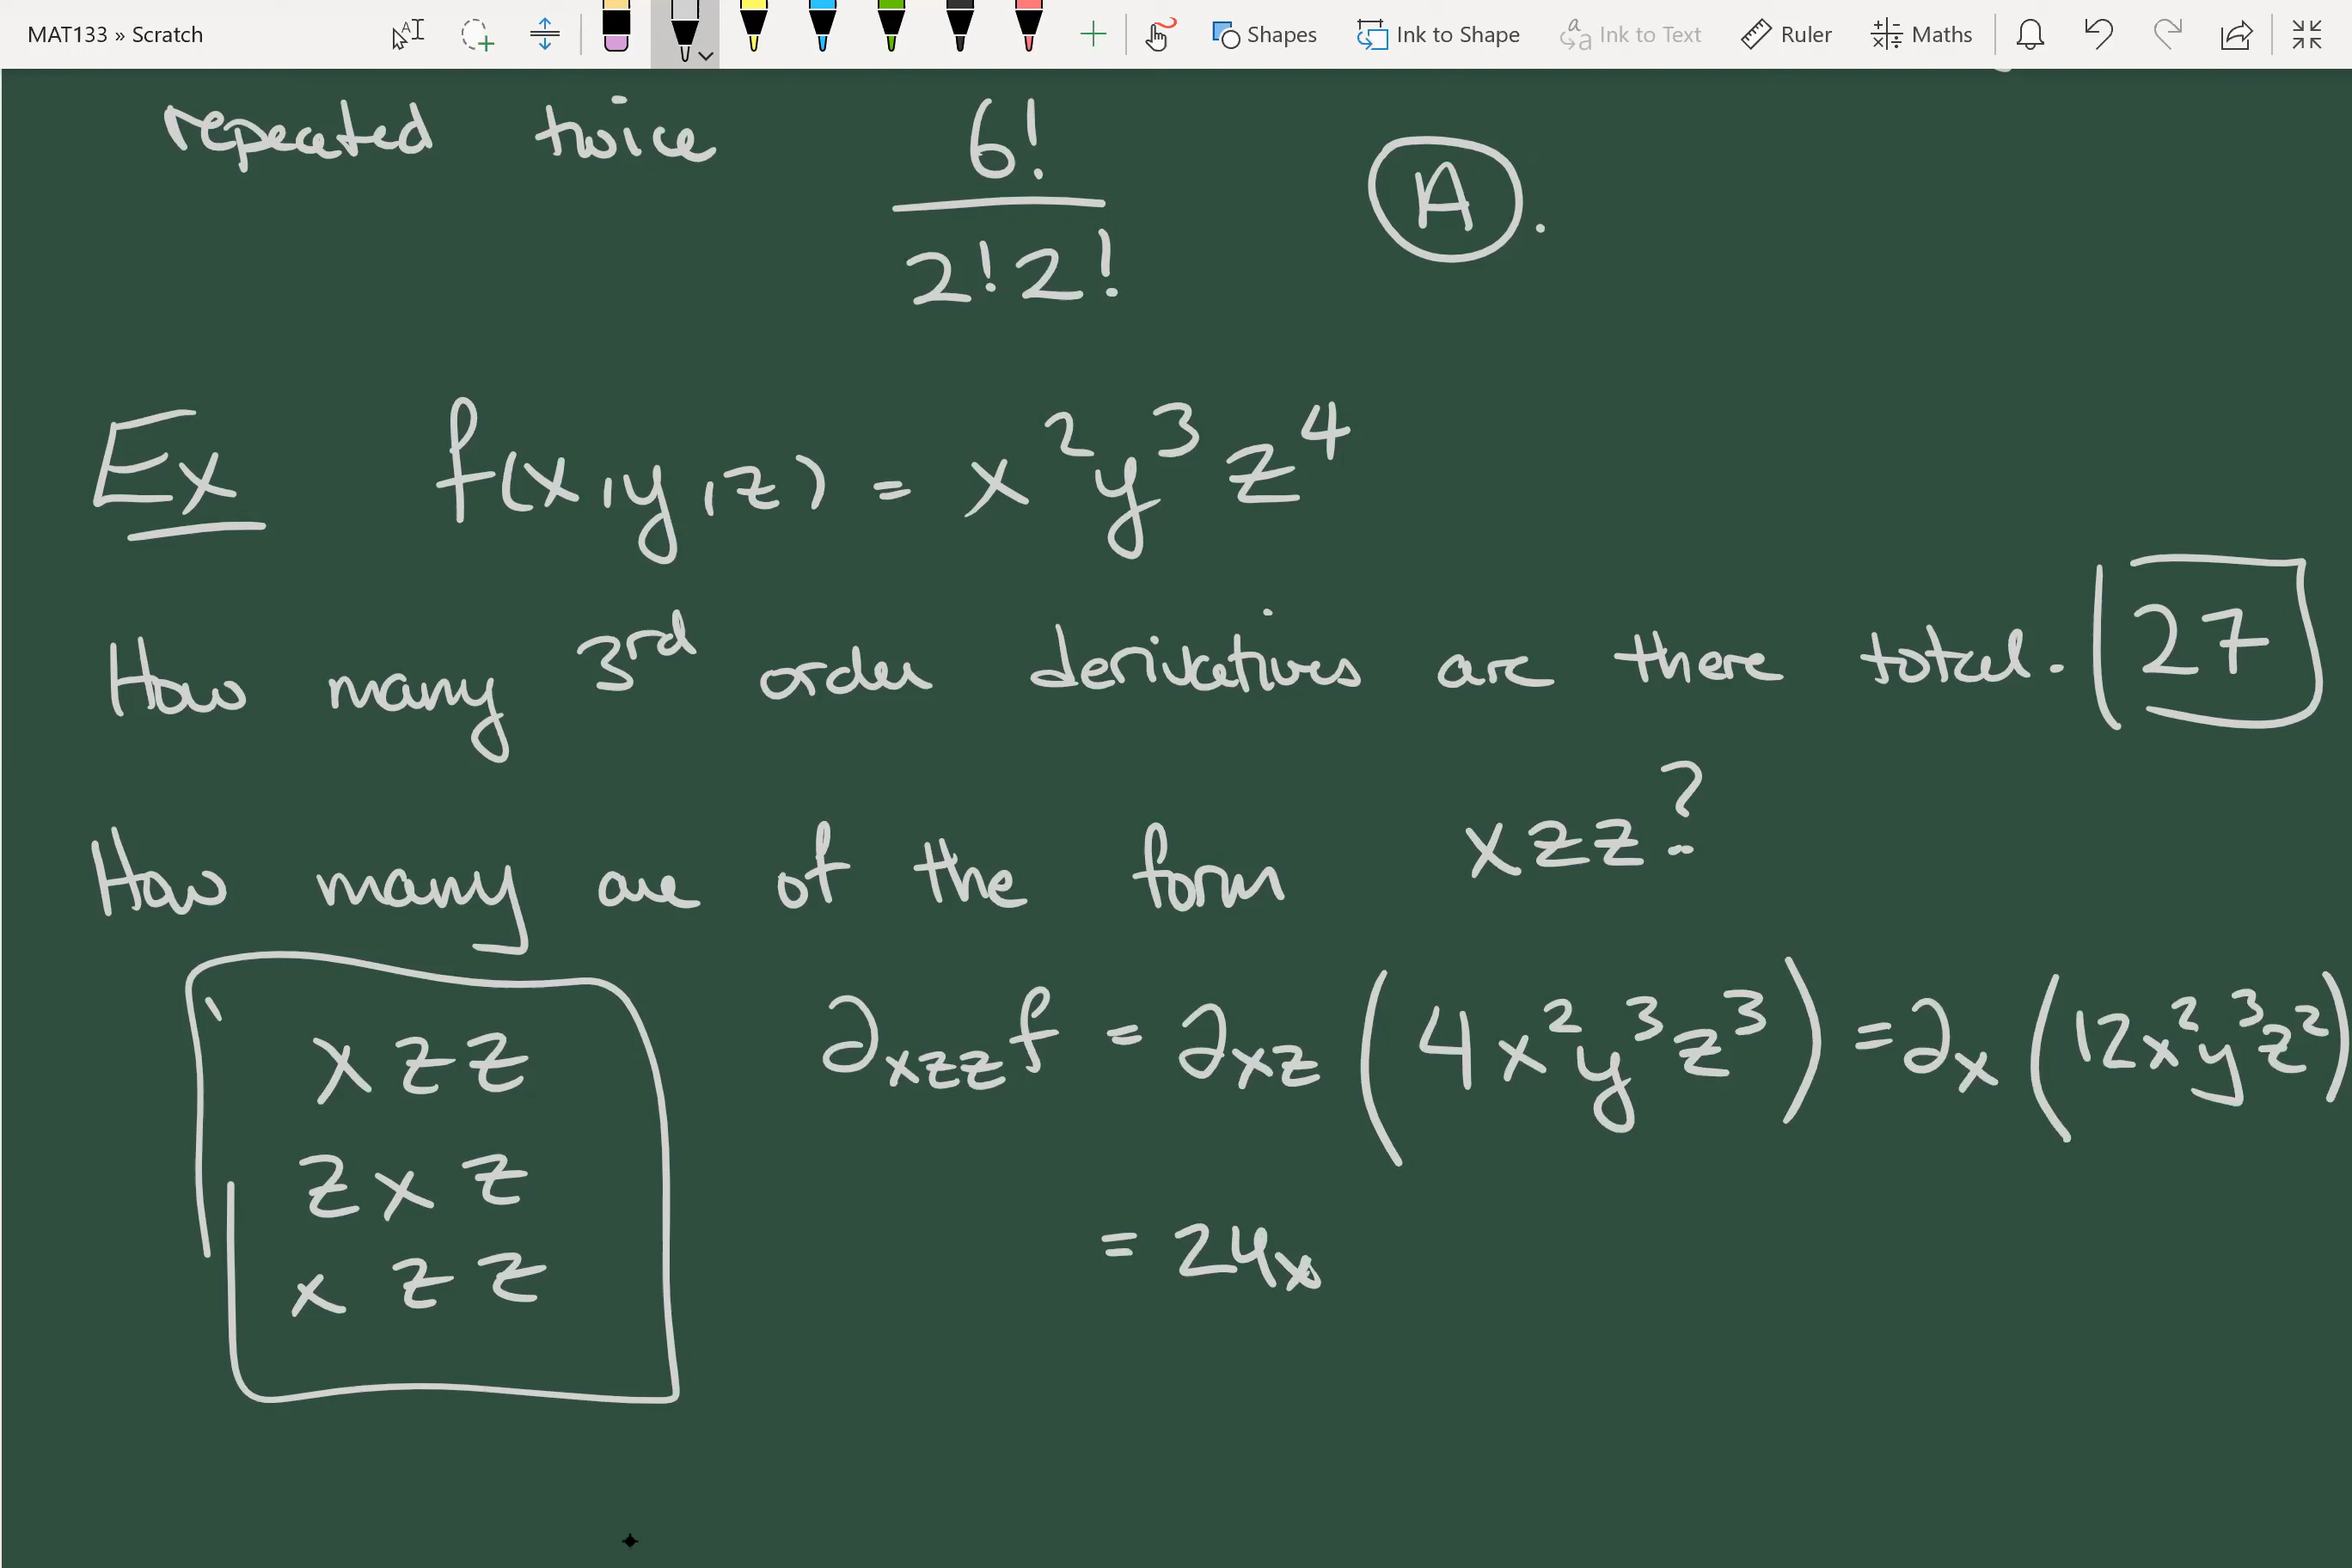 MAT133 » Scratch Shapes Ink to Shape Ink to Text Ruler Maths
repeated twice 6!/2!2! A.
Ex f(x,y,z) = x²y³z⁴
How many 3rd order derivatives are there total. 27
How many are of the form xzz?
xzz ∂xzz f = ∂xz (4x²y³z³) = ∂x (12x²y³z²)
zxz
= 24x
xzz